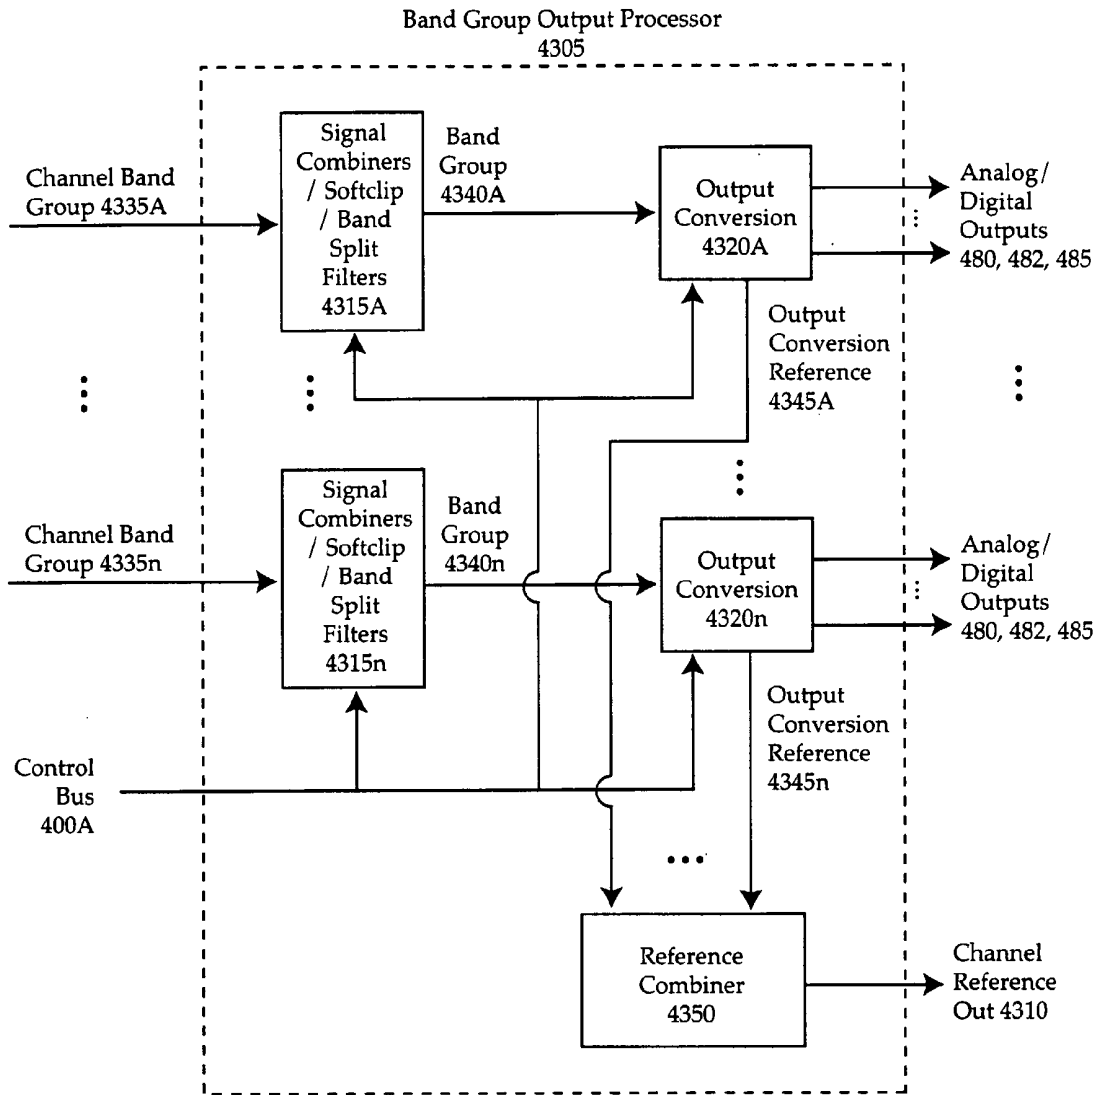 Band Group Output Processor
4305
Channel Band
Group 4335A
Signal
Combiners
/ Softclip
/ Band
Split
Filters
4315A
Band
Group
4340A
Output
Conversion
4320A
Analog/
Digital
Outputs
480, 482, 485
Output
Conversion
Reference
4345A
Channel Band
Group 4335n
Signal
Combiners
/ Softclip
/ Band
Split
Filters
4315n
Band
Group
4340n
Output
Conversion
4320n
Analog/
Digital
Outputs
480, 482, 485
Output
Conversion
Reference
4345n
Control
Bus
400A
Reference
Combiner
4350
Channel
Reference
Out 4310